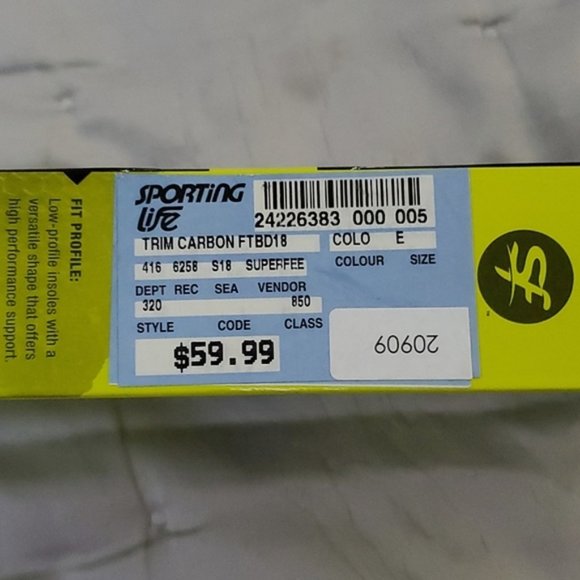 FIT PROFILE:
Low-profile insoles with a
versatile shape that offers
high performance support.
SPORTING
Life
24226383 000 005
TRIM CARBON FTBD18 COLO E
416 6258 S18 SUPERFEE COLOUR SIZE
DEPT REC SEA VENDOR
320 850
STYLE CODE CLASS
$59.99
20909